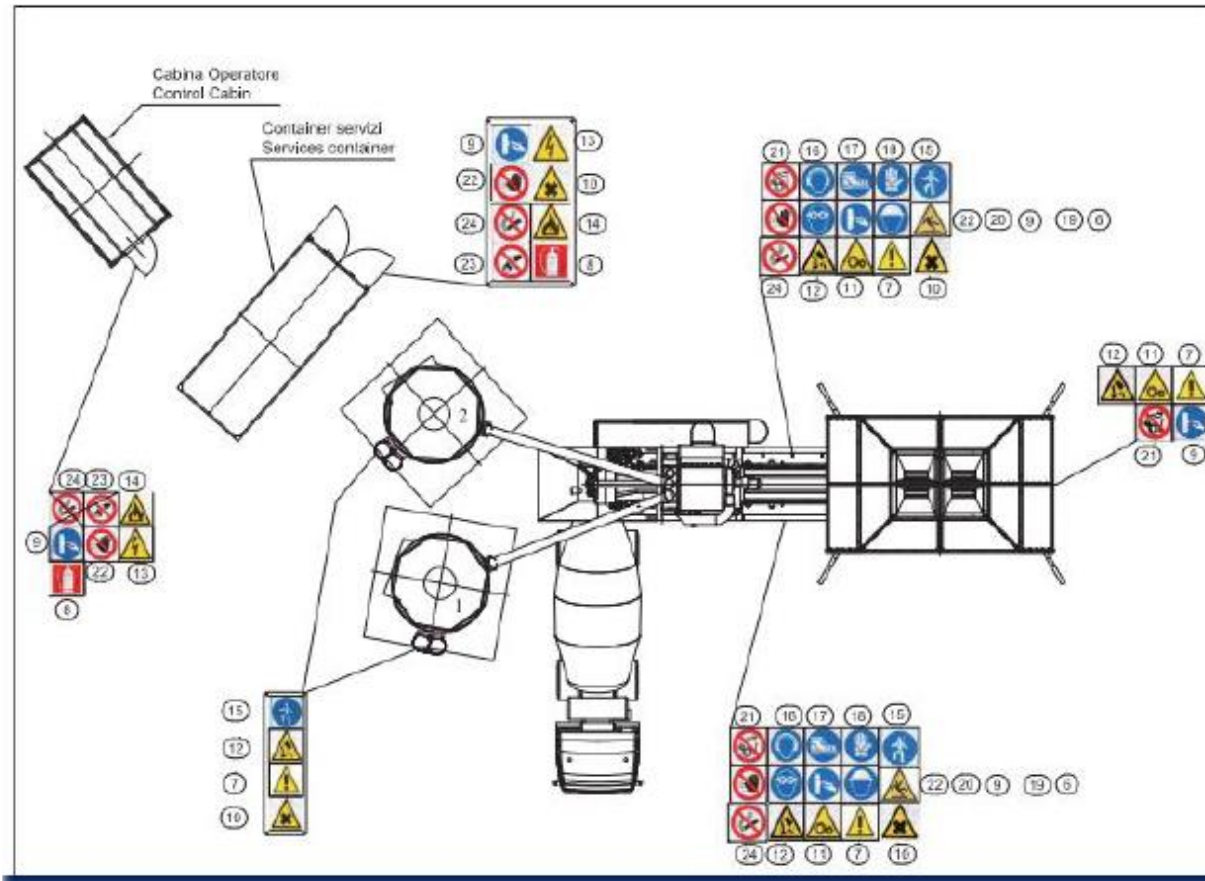 Cabina Operatore
Control Cabin
Container servizi
Services container
9 13
22 10
24 14
23 8
21 16 17 18 15
22 20 9 19 6
24 12 11 7 10
12 11 7
21 9
24 23 14
9
22 13
8
2
1
15
12
7
10
21 16 17 18 15
22 20 9 19 6
24 12 11 7 10